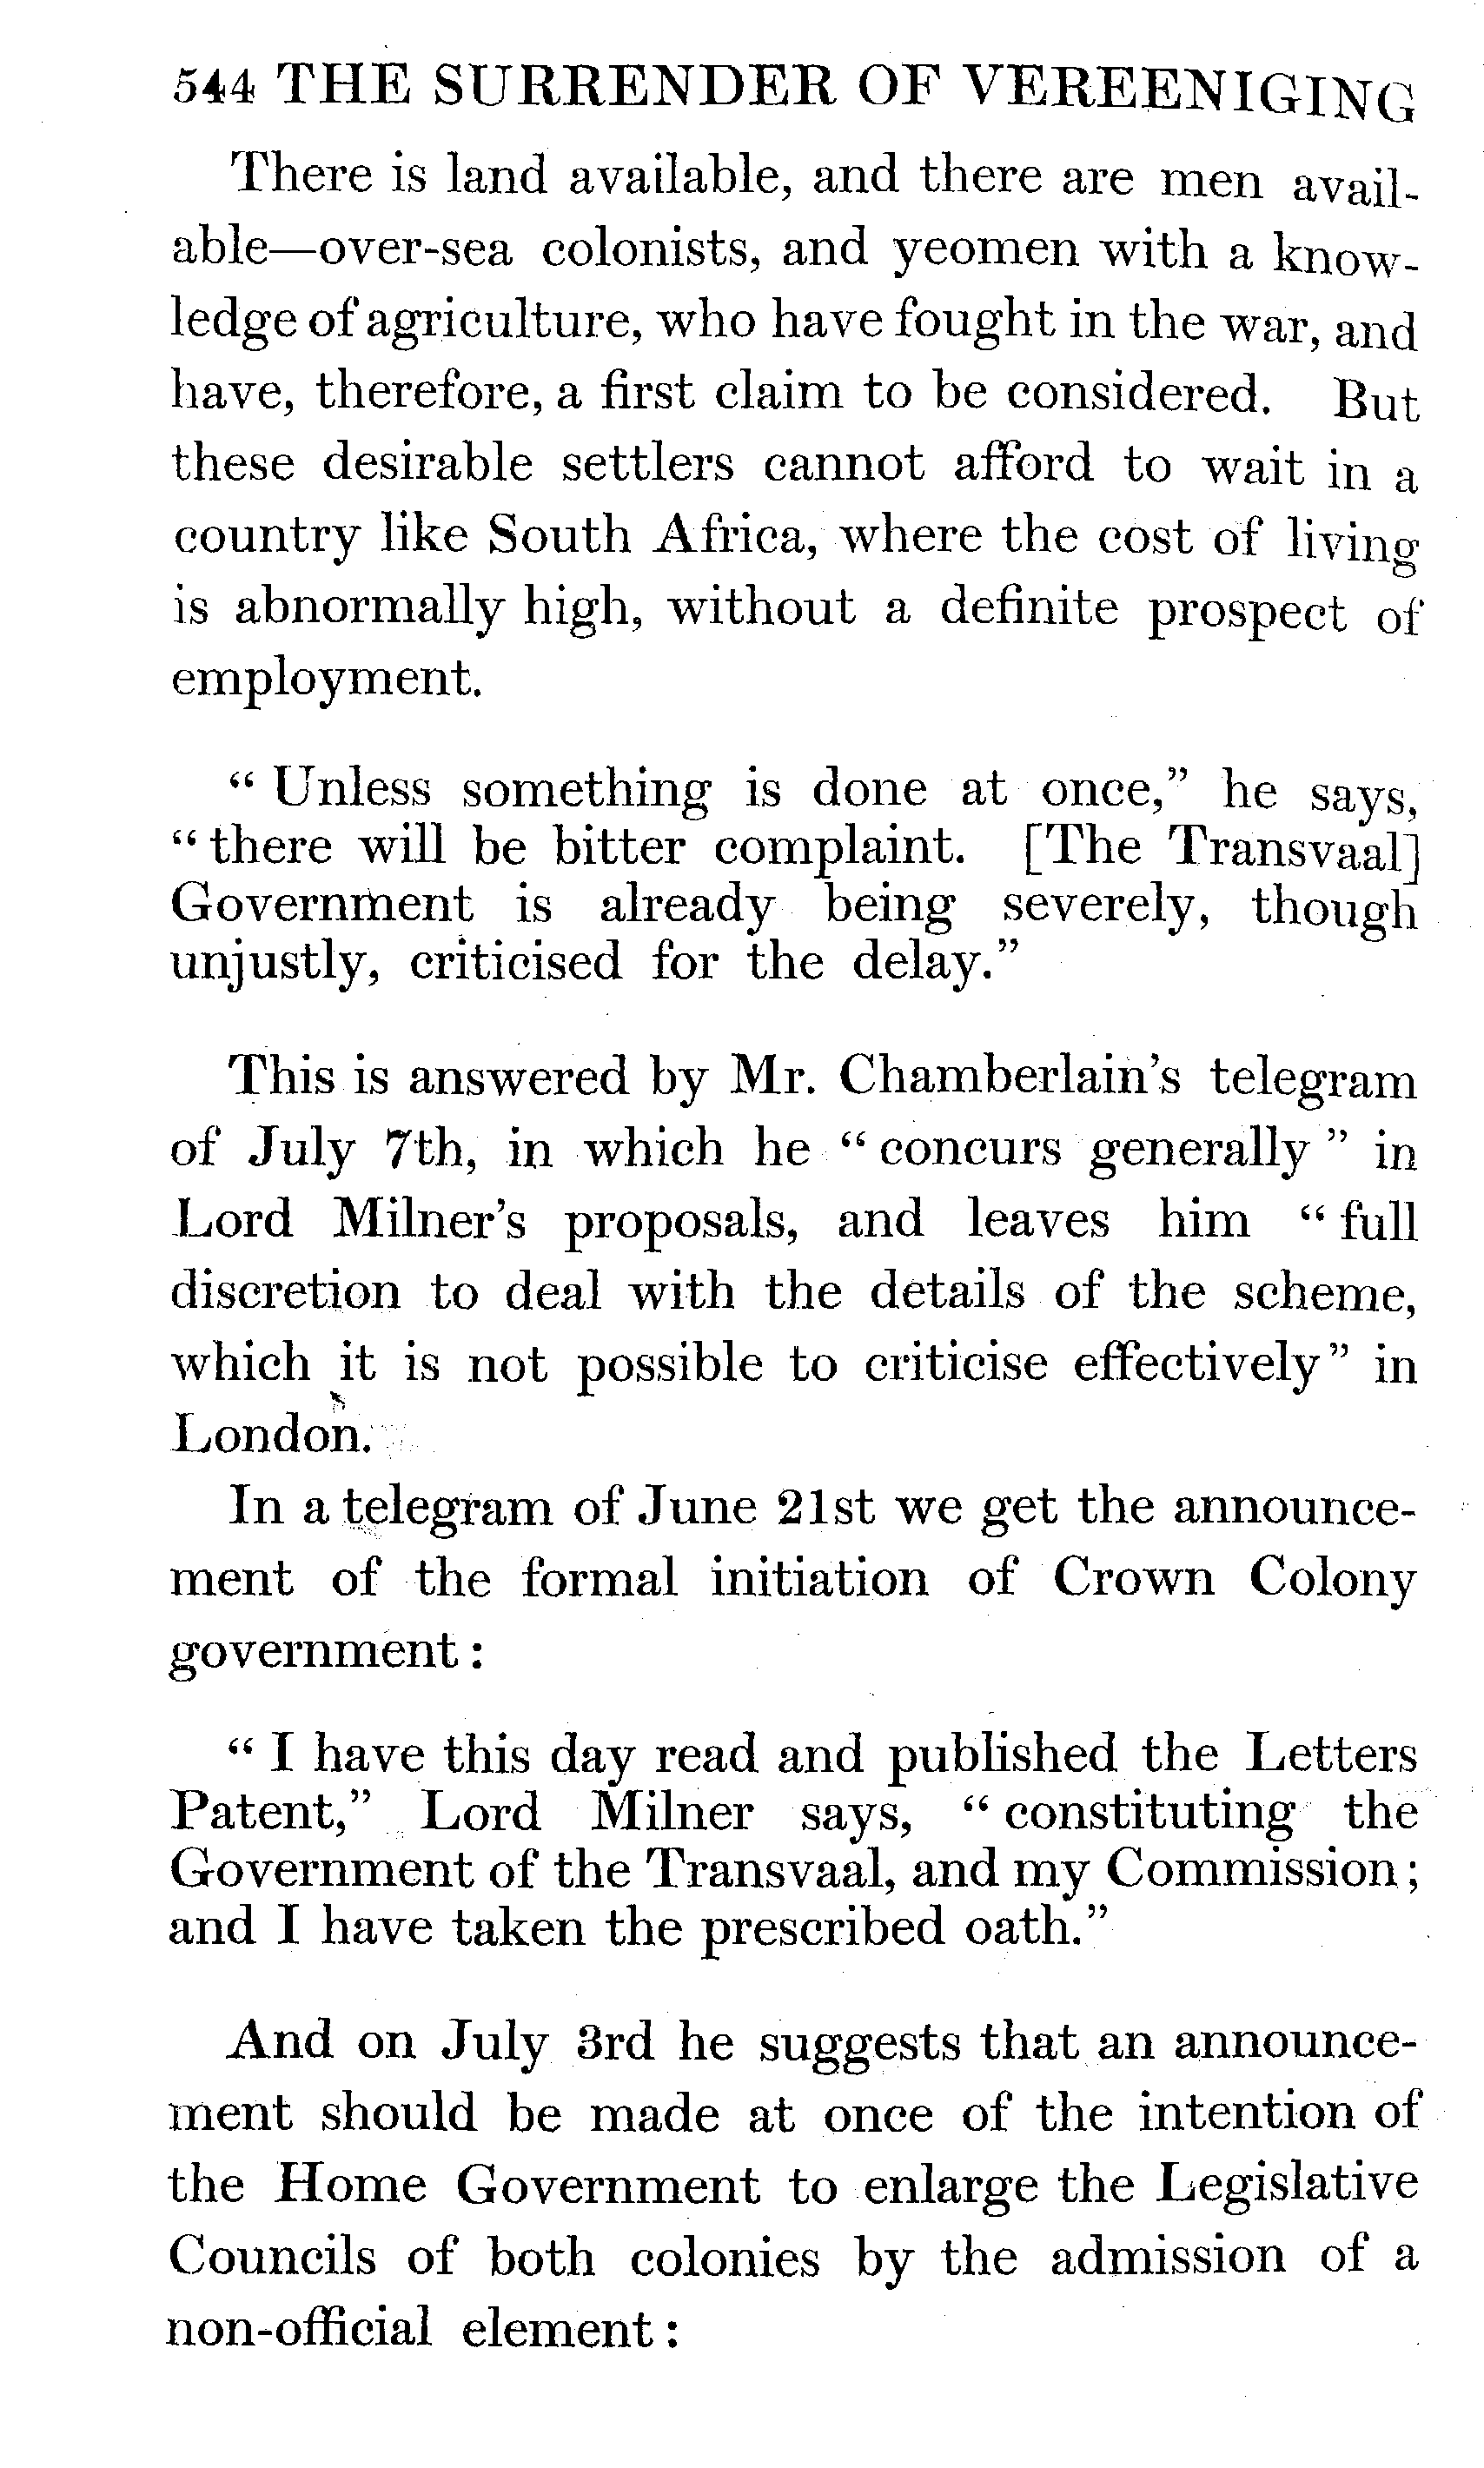 544 THE SURRENDER OF VEREENIGING
There is land available, and there are men avail-
able—over-sea colonists, and yeomen with a know-
ledge of agriculture, who have fought in the war, and
have, therefore, a first claim to be considered. But
these desirable settlers cannot afford to wait in a
country like South Africa, where the cost of living
is abnormally high, without a definite prospect of
employment.
“ Unless something is done at once,” he says,
“ there will be bitter complaint. [The Transvaal]
Government is already being severely, though
unjustly, criticised for the delay.”
This is answered by Mr. Chamberlain's telegram
of July 7th, in which he “ concurs generally ” in
Lord Milner's proposals, and leaves him “ full
discretion to deal with the details of the scheme,
which it is not possible to criticise effectively” in
London.
In a telegram of June 21st we get the announce-
ment of the formal initiation of Crown Colony
government :
“ I have this day read and published the Letters
Patent,” Lord Milner says, “ constituting the
Government of the Transvaal, and my Commission ;
and I have taken the prescribed oath.”
And on July 3rd he suggests that an announce-
ment should be made at once of the intention of
the Home Government to enlarge the Legislative
Councils of both colonies by the admission of a
non-official element :